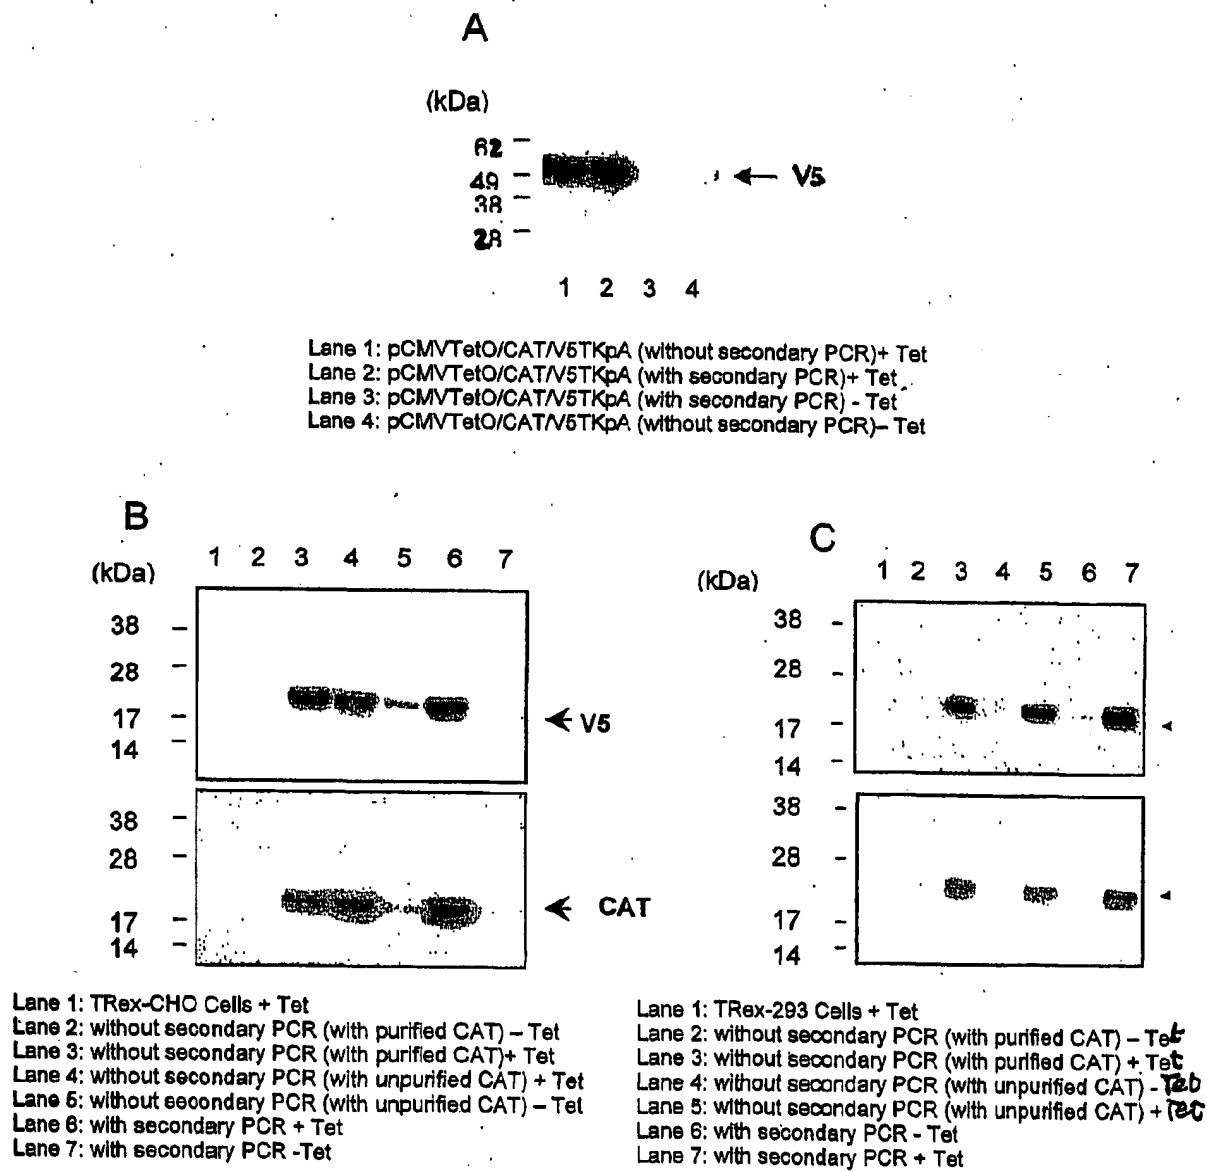 A
(kDa)
62
49
38
28
V5
1 2 3 4
Lane 1: pCMVTetO/CAT/V5TKpA (without secondary PCR)+ Tet
Lane 2: pCMVTetO/CAT/V5TKpA (with secondary PCR)+ Tet
Lane 3: pCMVTetO/CAT/V5TKpA (with secondary PCR) - Tet
Lane 4: pCMVTetO/CAT/V5TKpA (without secondary PCR)– Tet
B
1 2 3 4 5 6 7
(kDa)
38
28
17
14
V5
38
28
17
14
CAT
Lane 1: TRex-CHO Cells + Tet
Lane 2: without secondary PCR (with purified CAT) – Tet
Lane 3: without secondary PCR (with purified CAT)+ Tet
Lane 4: without secondary PCR (with unpurified CAT) + Tet
Lane 5: without secondary PCR (with unpurified CAT) – Tet
Lane 6: with secondary PCR + Tet
Lane 7: with secondary PCR -Tet
C
1 2 3 4 5 6 7
(kDa)
38
28
17
14
38
28
17
14
Lane 1: TRex-293 Cells + Tet
Lane 2: without secondary PCR (with purified CAT) – Tet
Lane 3: without secondary PCR (with purified CAT) + Tet
Lane 4: without secondary PCR (with unpurified CAT) - Tet
Lane 5: without secondary PCR (with unpurified CAT) + Tet
Lane 6: with secondary PCR - Tet
Lane 7: with secondary PCR + Tet